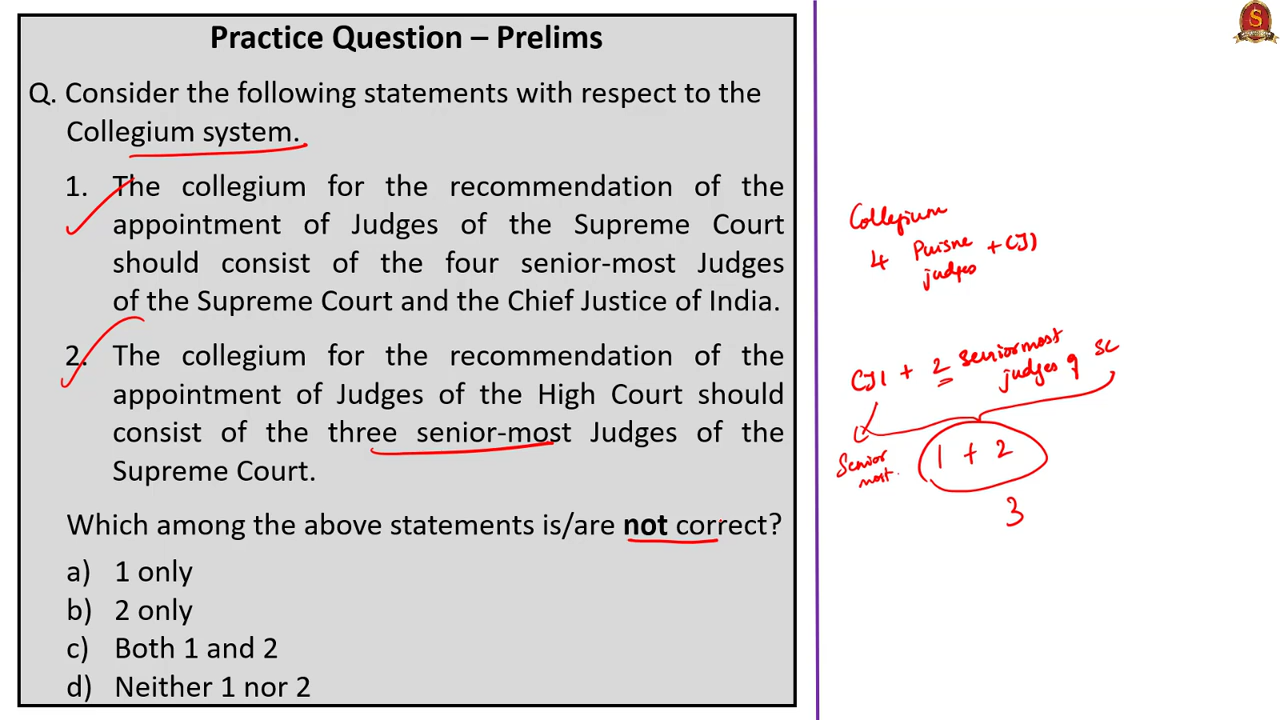 Practice Question – Prelims
Q. Consider the following statements with respect to the
Collegium system.
1. The collegium for the recommendation of the
appointment of Judges of the Supreme Court
should consist of the four senior-most Judges
of the Supreme Court and the Chief Justice of India.
2. The collegium for the recommendation of the
appointment of Judges of the High Court should
consist of the three senior-most Judges of the
Supreme Court.
Which among the above statements is/are not correct?
a) 1 only
b) 2 only
c) Both 1 and 2
d) Neither 1 nor 2
S
Collegium
4 Puisne + CJI
judges
CJI + 2 Seniormost
judges of SC
Senior
most.
1 + 2
3